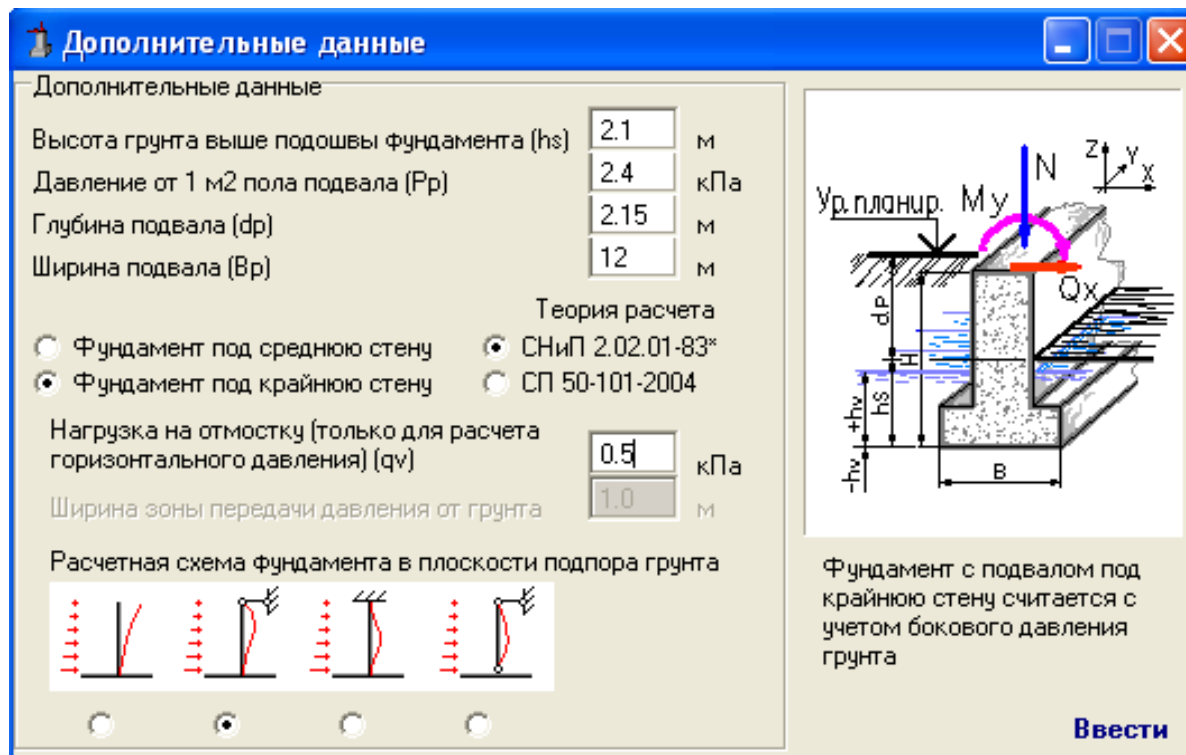 Дополнительные данные
Дополнительные данные
Высота грунта выше подошвы фундамента (hs) 2.1 м
Давление от 1 м2 пола подвала (Pp) 2.4 кПа
Глубина подвала (dp) 2.15 м
Ширина подвала (Bp) 12 м
Теория расчета
Фундамент под среднюю стену СНиП 2.02.01-83*
Фундамент под крайнюю стену СП 50-101-2004
Нагрузка на отмостку (только для расчета
горизонтального давления) (qv) 0.5 кПа
Ширина зоны передачи давления от грунта 1.0 м
Расчетная схема фундамента в плоскости подпора грунта
Z Y X
N
Ур. планир. My
Qx
dp
H
hs
+hv
-hv
B
Фундамент с подвалом под
крайнюю стену считается с
учетом бокового давления
грунта
Ввести